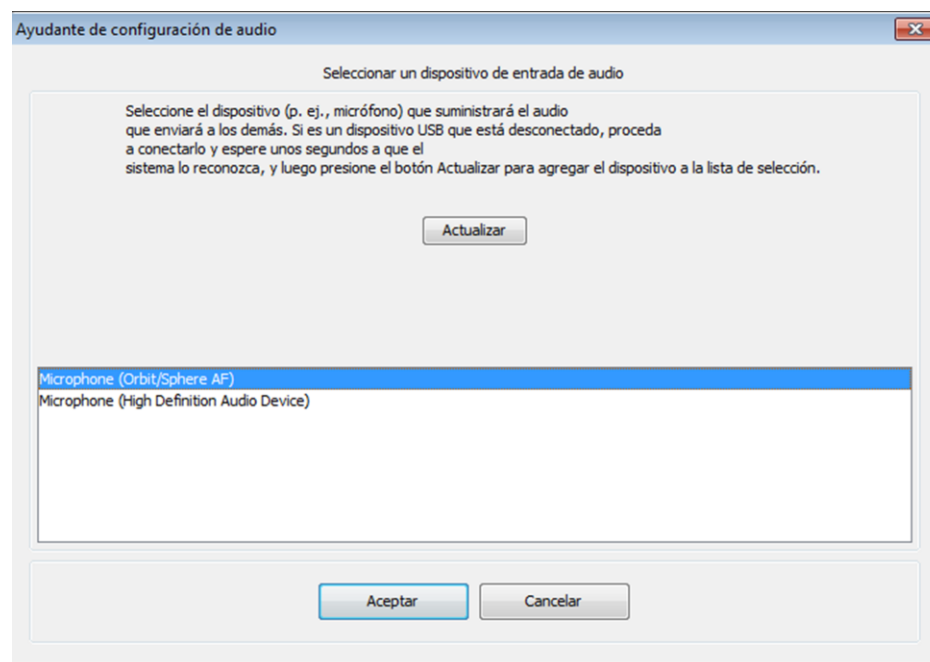 Ayudante de configuración de audio
Seleccionar un dispositivo de entrada de audio
Seleccione el dispositivo (p. ej., micrófono) que suministrará el audio
que enviará a los demás. Si es un dispositivo USB que está desconectado, proceda
a conectarlo y espere unos segundos a que el
sistema lo reconozca, y luego presione el botón Actualizar para agregar el dispositivo a la lista de selección.
Actualizar
Microphone (Orbit/Sphere AF)
Microphone (High Definition Audio Device)
Aceptar
Cancelar